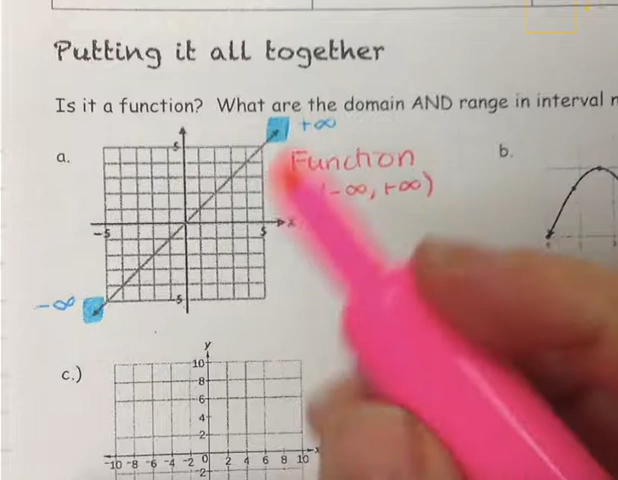 Putting it all together
Is it a function? What are the domain AND range in interval
a.
5
+∞
Function
-∞, +∞)
b.
-5
5
x
-∞
-5
c.)
y
10
8
6
4
2
-10 -8 -6 -4 -2 0 2 4 6 8 10 x
-2